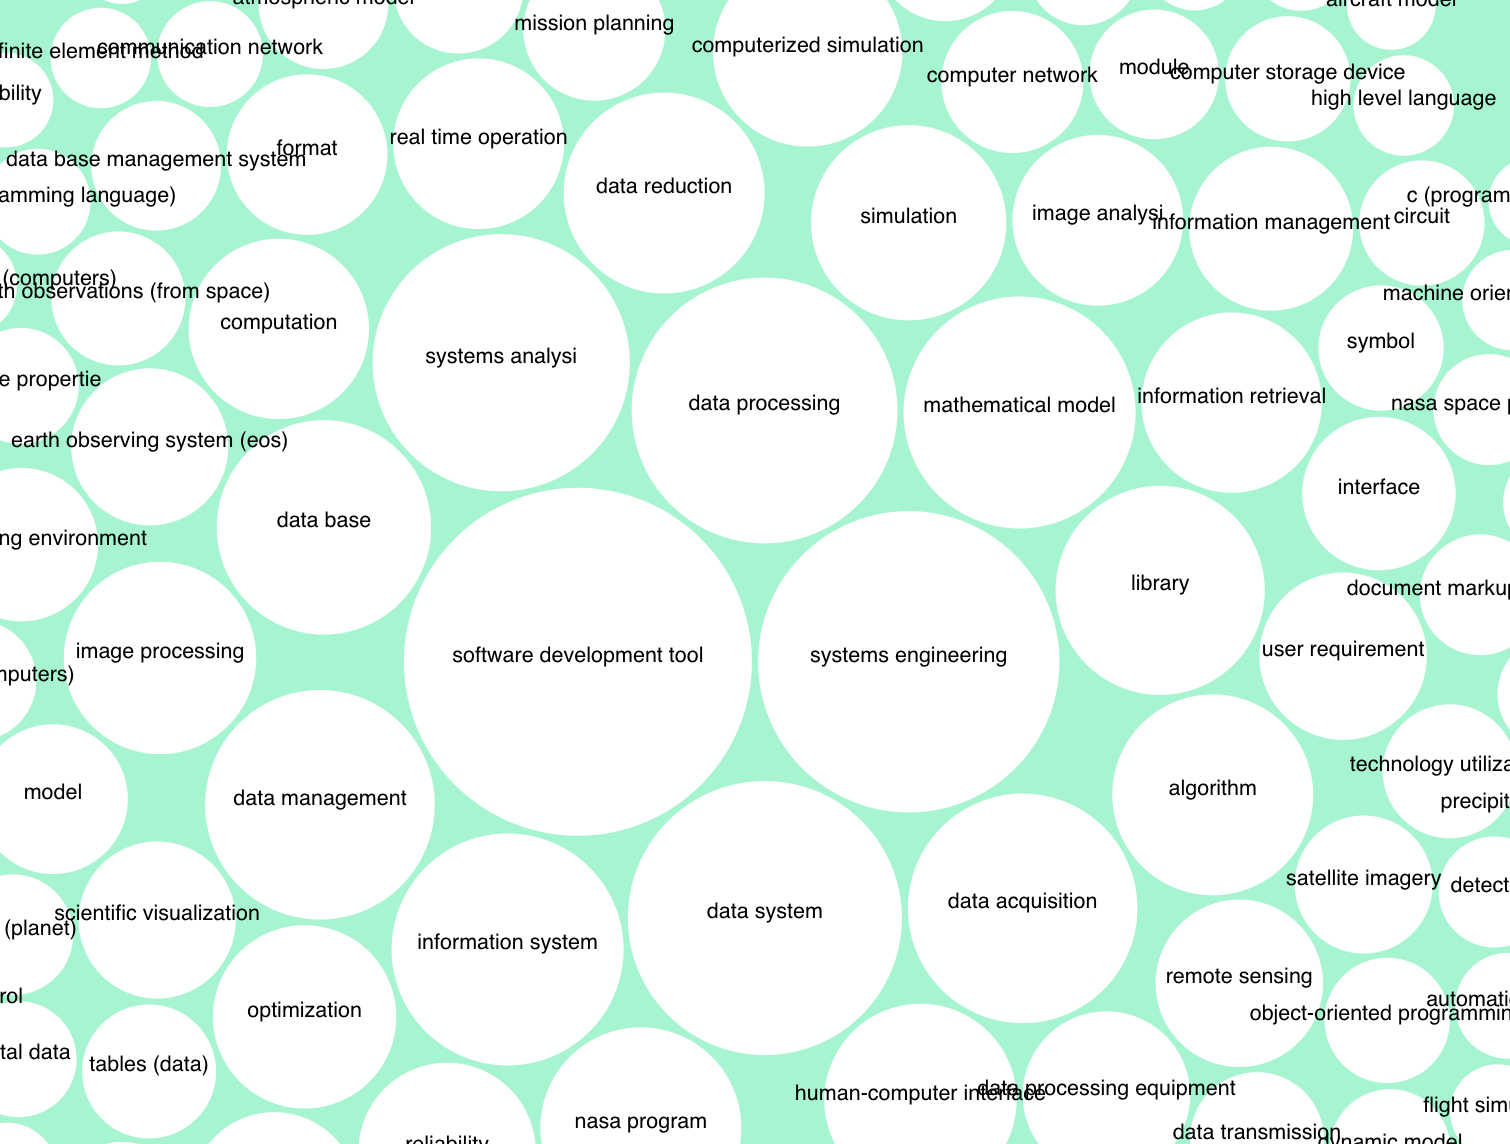 atmospheric model
aircraft model
mission planning
computerized simulation
finite element method
communication network
computer network
module
computer storage device
bility
high level language
real time operation
format
data base management system
data reduction
amming language)
c (program
simulation
image analysi
information management
circuit
(computers)
th observations (from space)
machine orien
computation
symbol
systems analysi
e propertie
information retrieval
data processing
mathematical model
nasa space p
earth observing system (eos)
interface
data base
ng environment
library
document markup
image processing
software development tool
systems engineering
user requirement
nputers)
technology utiliza
model
data management
algorithm
precipit
satellite imagery
detect
data acquisition
scientific visualization
data system
(planet)
information system
remote sensing
rol
automatic
optimization
object-oriented programmin
tal data
tables (data)
human-computer interface
data processing equipment
flight simu
nasa program
data transmission
reliability
dynamic model